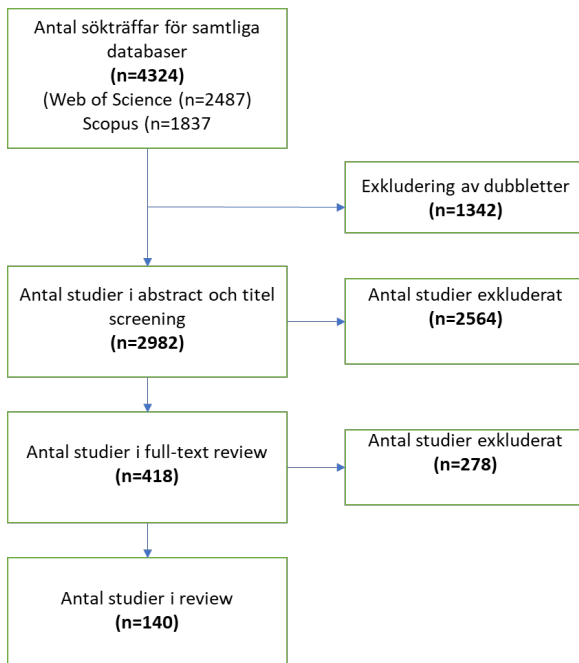 Antal sökträffar för samtliga
databaser
(n=4324)
(Web of Science (n=2487)
Scopus (n=1837
Exkludering av dubbletter
(n=1342)
Antal studier i abstract och titel
screening
(n=2982)
Antal studier exkluderat
(n=2564)
Antal studier i full-text review
(n=418)
Antal studier exkluderat
(n=278)
Antal studier i review
(n=140)